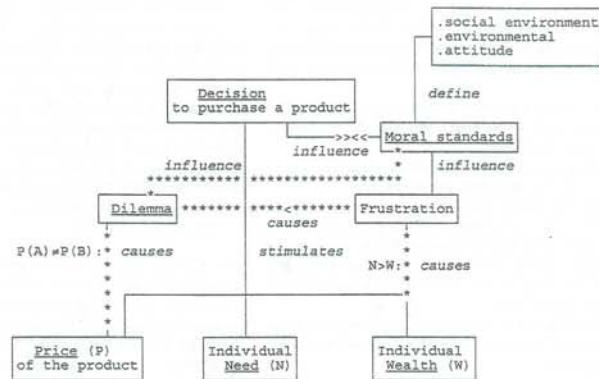 .social environment
.environmental
.attitude
Decision
to purchase a product
define
>><<
Moral standards
influence
influence
influence
Dilemma
<
Frustration
causes
P(A)≠P(B):
causes
stimulates
N>W:
causes
Price (P)
of the product
Individual
Need (N)
Individual
Wealth (W)